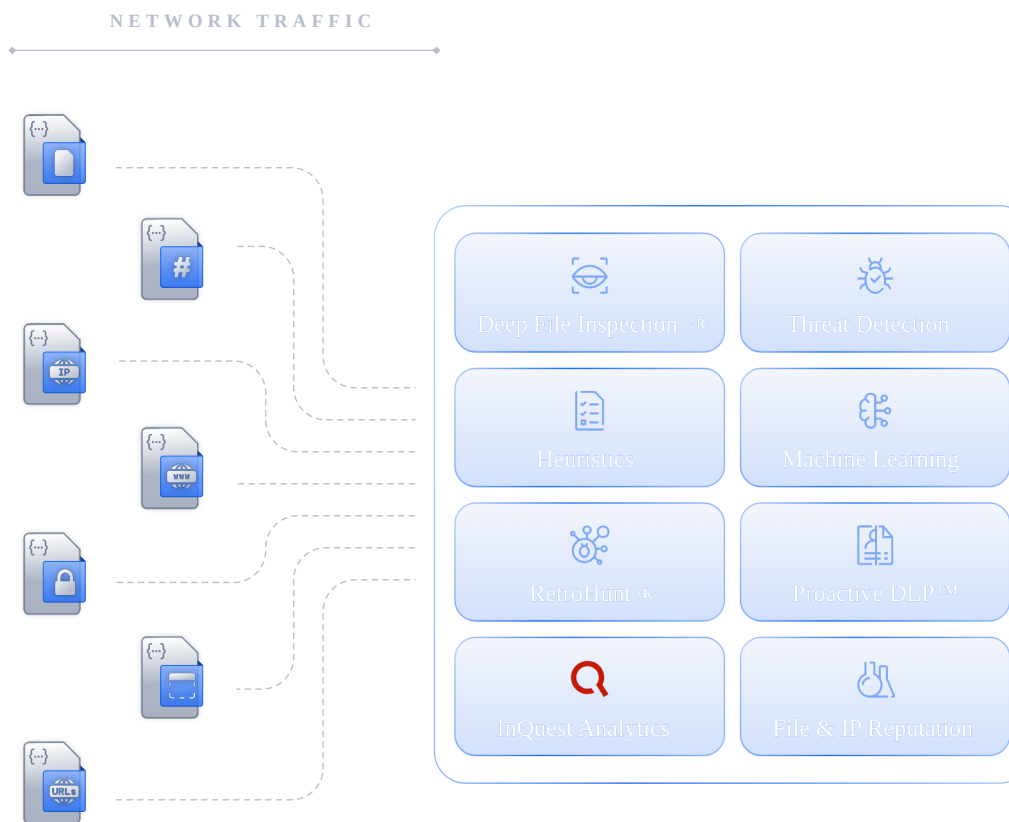 NETWORK TRAFFIC
{...}
{...}
#
{...}
IP
{...}
WWW
{...}
{...}
{...}
URLs
Deep File Inspection ®
Threat Detection
Heuristics
Machine Learning
RetroHunt ®
Proactive DLP™
InQuest Analytics
File & IP Reputation